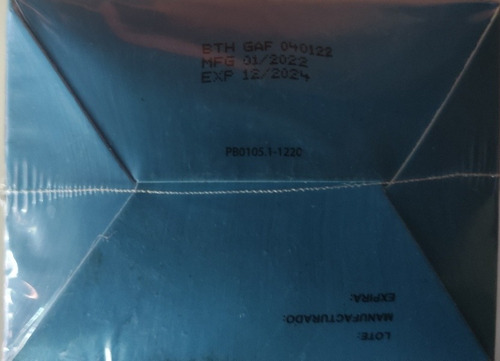 BTH GAF 040122
MFG 01/2022
EXP 12/2024
PB0105.1-1220
LOTE:
MANUFACTURADO:
EXPIRA: